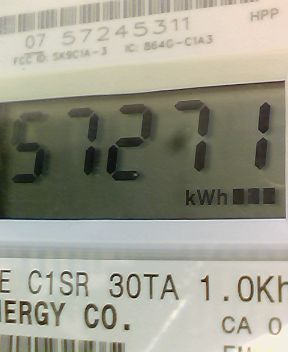 HPP
07 57245311
FCC ID: SK9C1A-3 IC: 864G-C1A3
57271
kWh
E C1SR 30TA 1.0Kh
NERGY CO.
CA 0